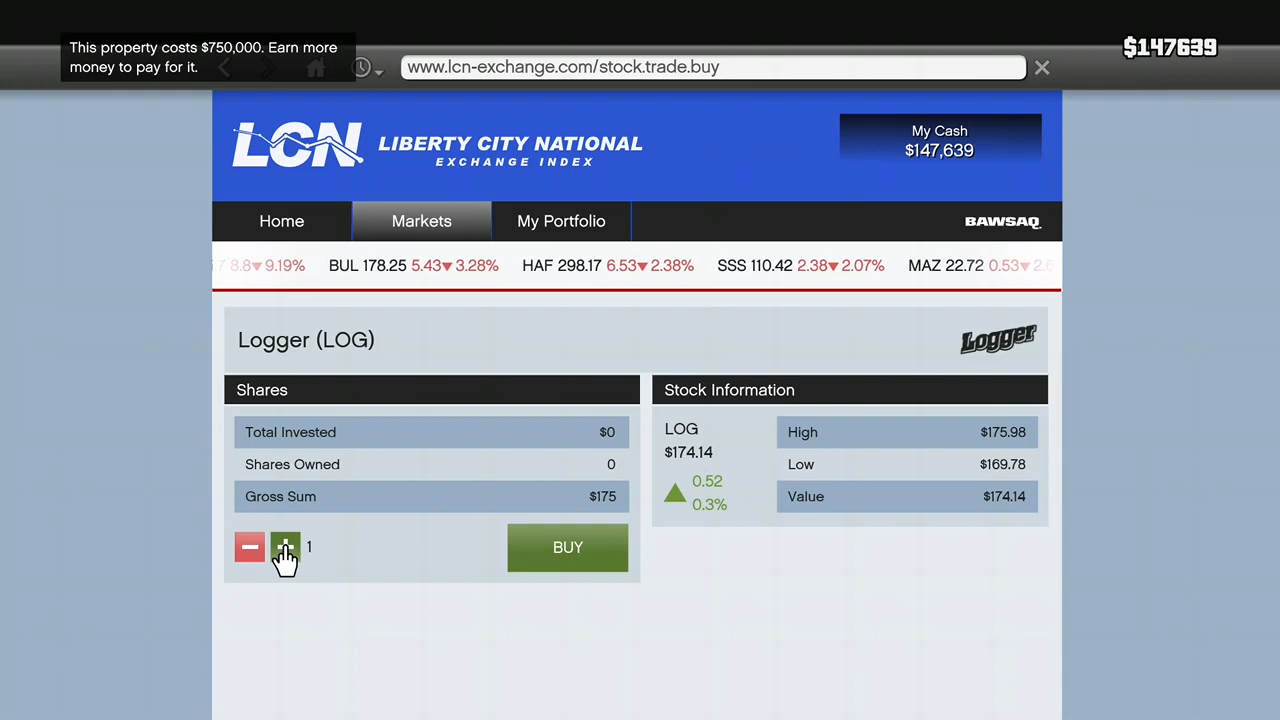 This property costs $750,000. Earn more
money to pay for it.
$147639
www.lcn-exchange.com/stock.trade.buy
LCN LIBERTY CITY NATIONAL
EXCHANGE INDEX
My Cash
$147,639
Home Markets My Portfolio BAWSAQ
8.8 9.19% BUL 178.25 5.43 3.28% HAF 298.17 6.53 2.38% SSS 110.42 2.38 2.07% MAZ 22.72 0.53
Logger (LOG) Logger
Shares
Total Invested $0
Shares Owned 0
Gross Sum $175
1 BUY
Stock Information
LOG
$174.14
0.52
0.3%
High $175.98
Low $169.78
Value $174.14